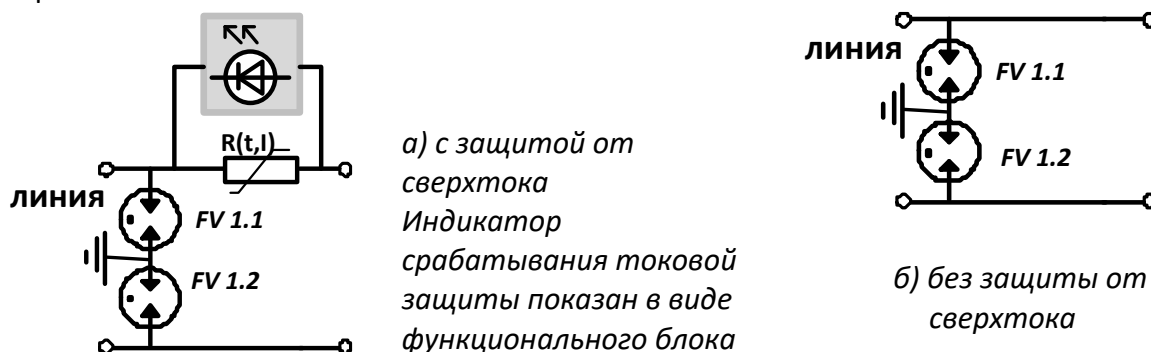 R(t,I)
ЛИНИЯ
FV 1.1
FV 1.2
а) с защитой от
сверхтока
Индикатор
срабатывания токовой
защиты показан в виде
функционального блока
ЛИНИЯ
FV 1.1
FV 1.2
б) без защиты от
сверхтока